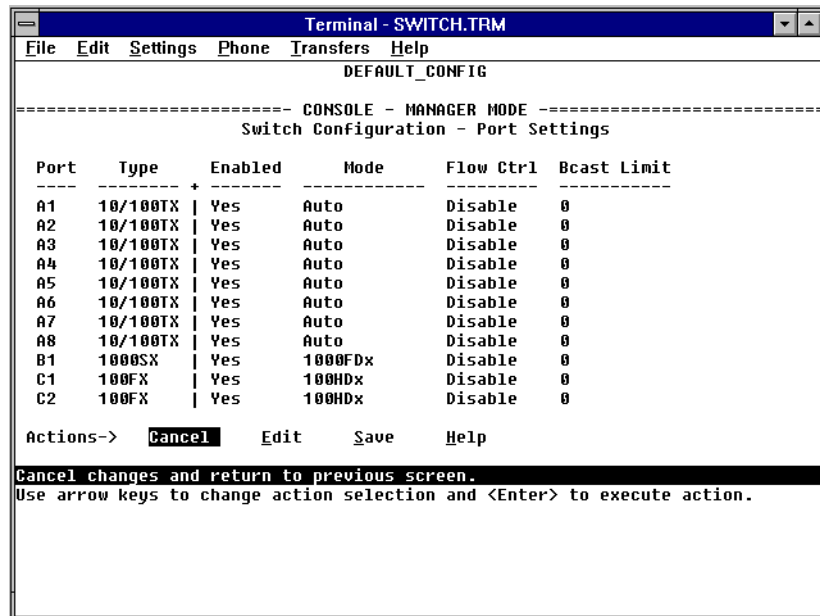 Terminal - SWITCH.TRM
File Edit Settings Phone Transfers Help
DEFAULT_CONFIG
==========================- CONSOLE - MANAGER MODE -===========================
Switch Configuration - Port Settings
Port Type Enabled Mode Flow Ctrl Bcast Limit
---- -------- + ------- ------------ --------- -----------
A1 10/100TX | Yes Auto Disable 0
A2 10/100TX | Yes Auto Disable 0
A3 10/100TX | Yes Auto Disable 0
A4 10/100TX | Yes Auto Disable 0
A5 10/100TX | Yes Auto Disable 0
A6 10/100TX | Yes Auto Disable 0
A7 10/100TX | Yes Auto Disable 0
A8 10/100TX | Yes Auto Disable 0
B1 1000SX | Yes 1000FDx Disable 0
C1 100FX | Yes 100HDx Disable 0
C2 100FX | Yes 100HDx Disable 0
Actions-> Cancel Edit Save Help
Cancel changes and return to previous screen.
Use arrow keys to change action selection and <Enter> to execute action.